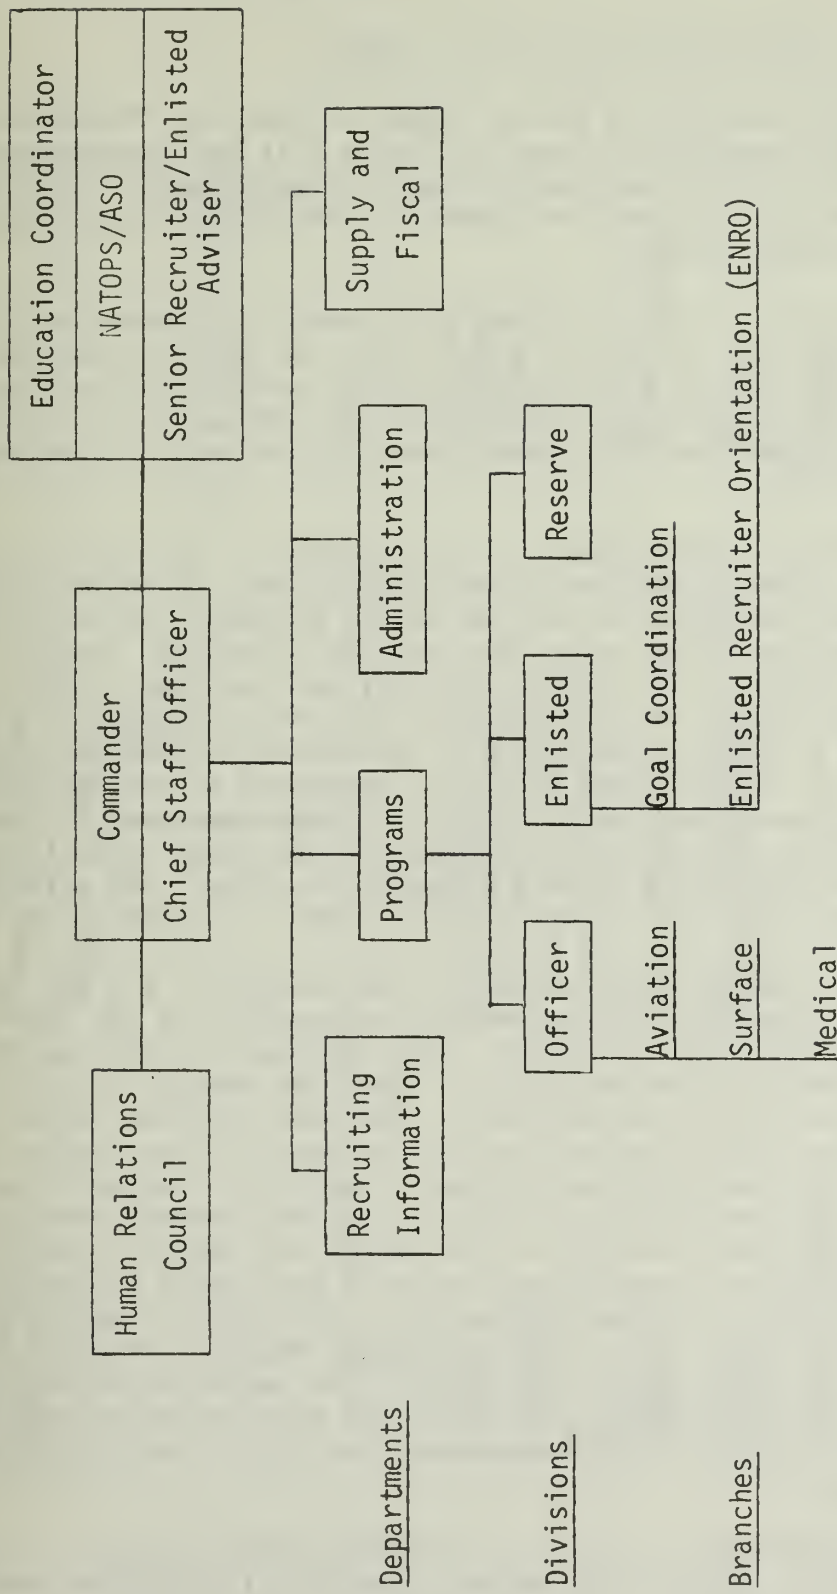 Human Relations
Council
Commander
Chief Staff Officer
Education Coordinator
NATOPS/ASO
Senior Recruiter/Enlisted
Adviser
Departments
Recruiting
Information
Programs
Administration
Supply and
Fiscal
Divisions
Officer
Enlisted
Reserve
Branches
Aviation
Surface
Medical
Goal Coordination
Enlisted Recruiter Orientation (ENRO)